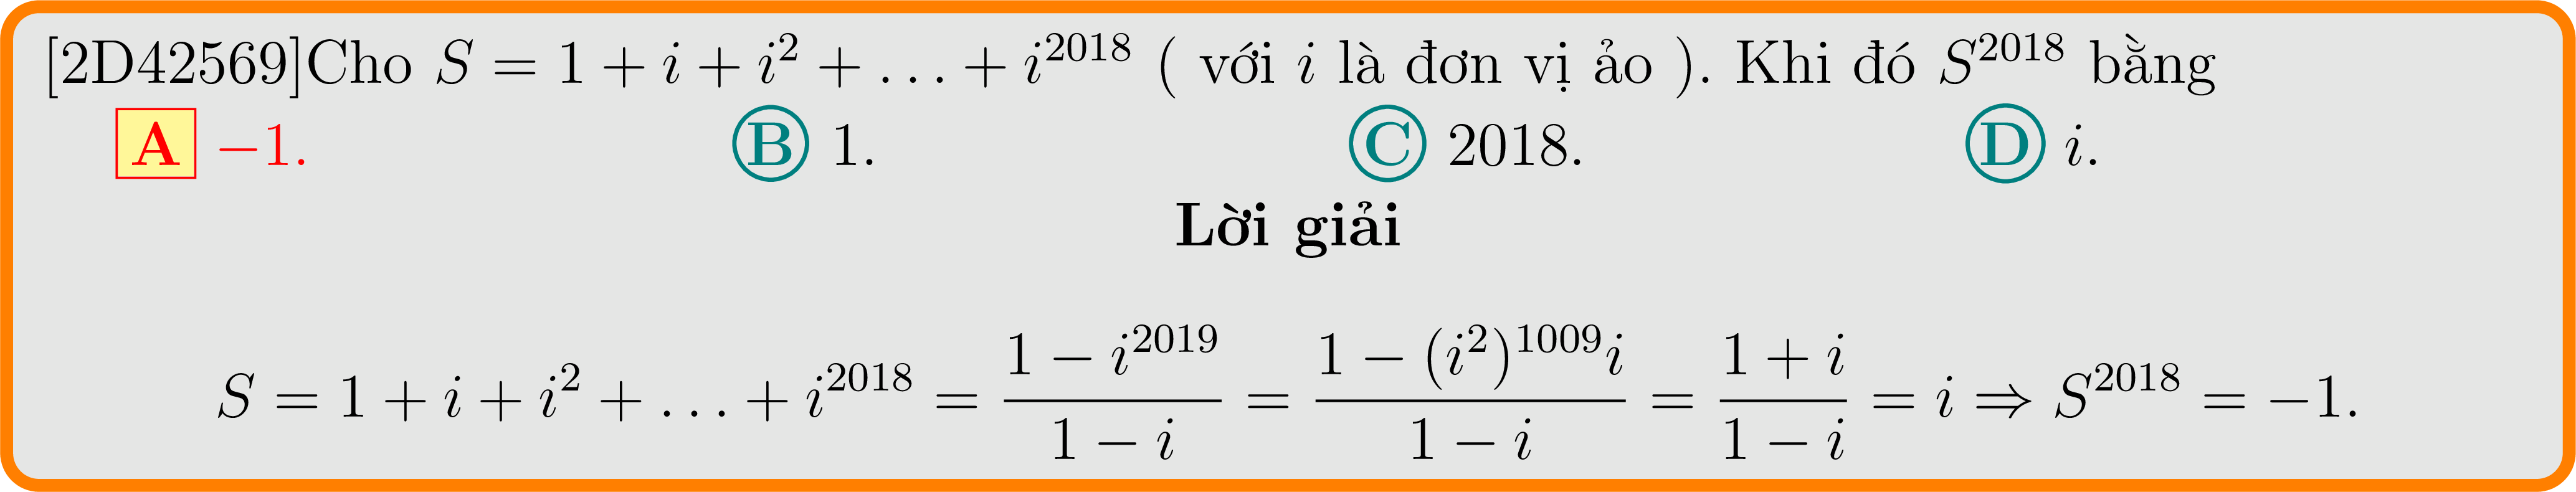 [2D42569]Cho $S = 1 + i + i^2 + \ldots + i^{2018}$ ( với $i$ là đơn vị ảo ). Khi đó $S^{2018}$ bằng
A $-1$. B $1$. C $2018$. D $i$.
Lời giải
$S = 1 + i + i^2 + \ldots + i^{2018} = \frac{1 - i^{2019}}{1 - i} = \frac{1 - (i^2)^{1009}i}{1 - i} = \frac{1 + i}{1 - i} = i \Rightarrow S^{2018} = -1.$